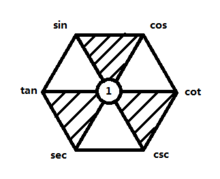 sin cos
tan 1 cot
sec csc